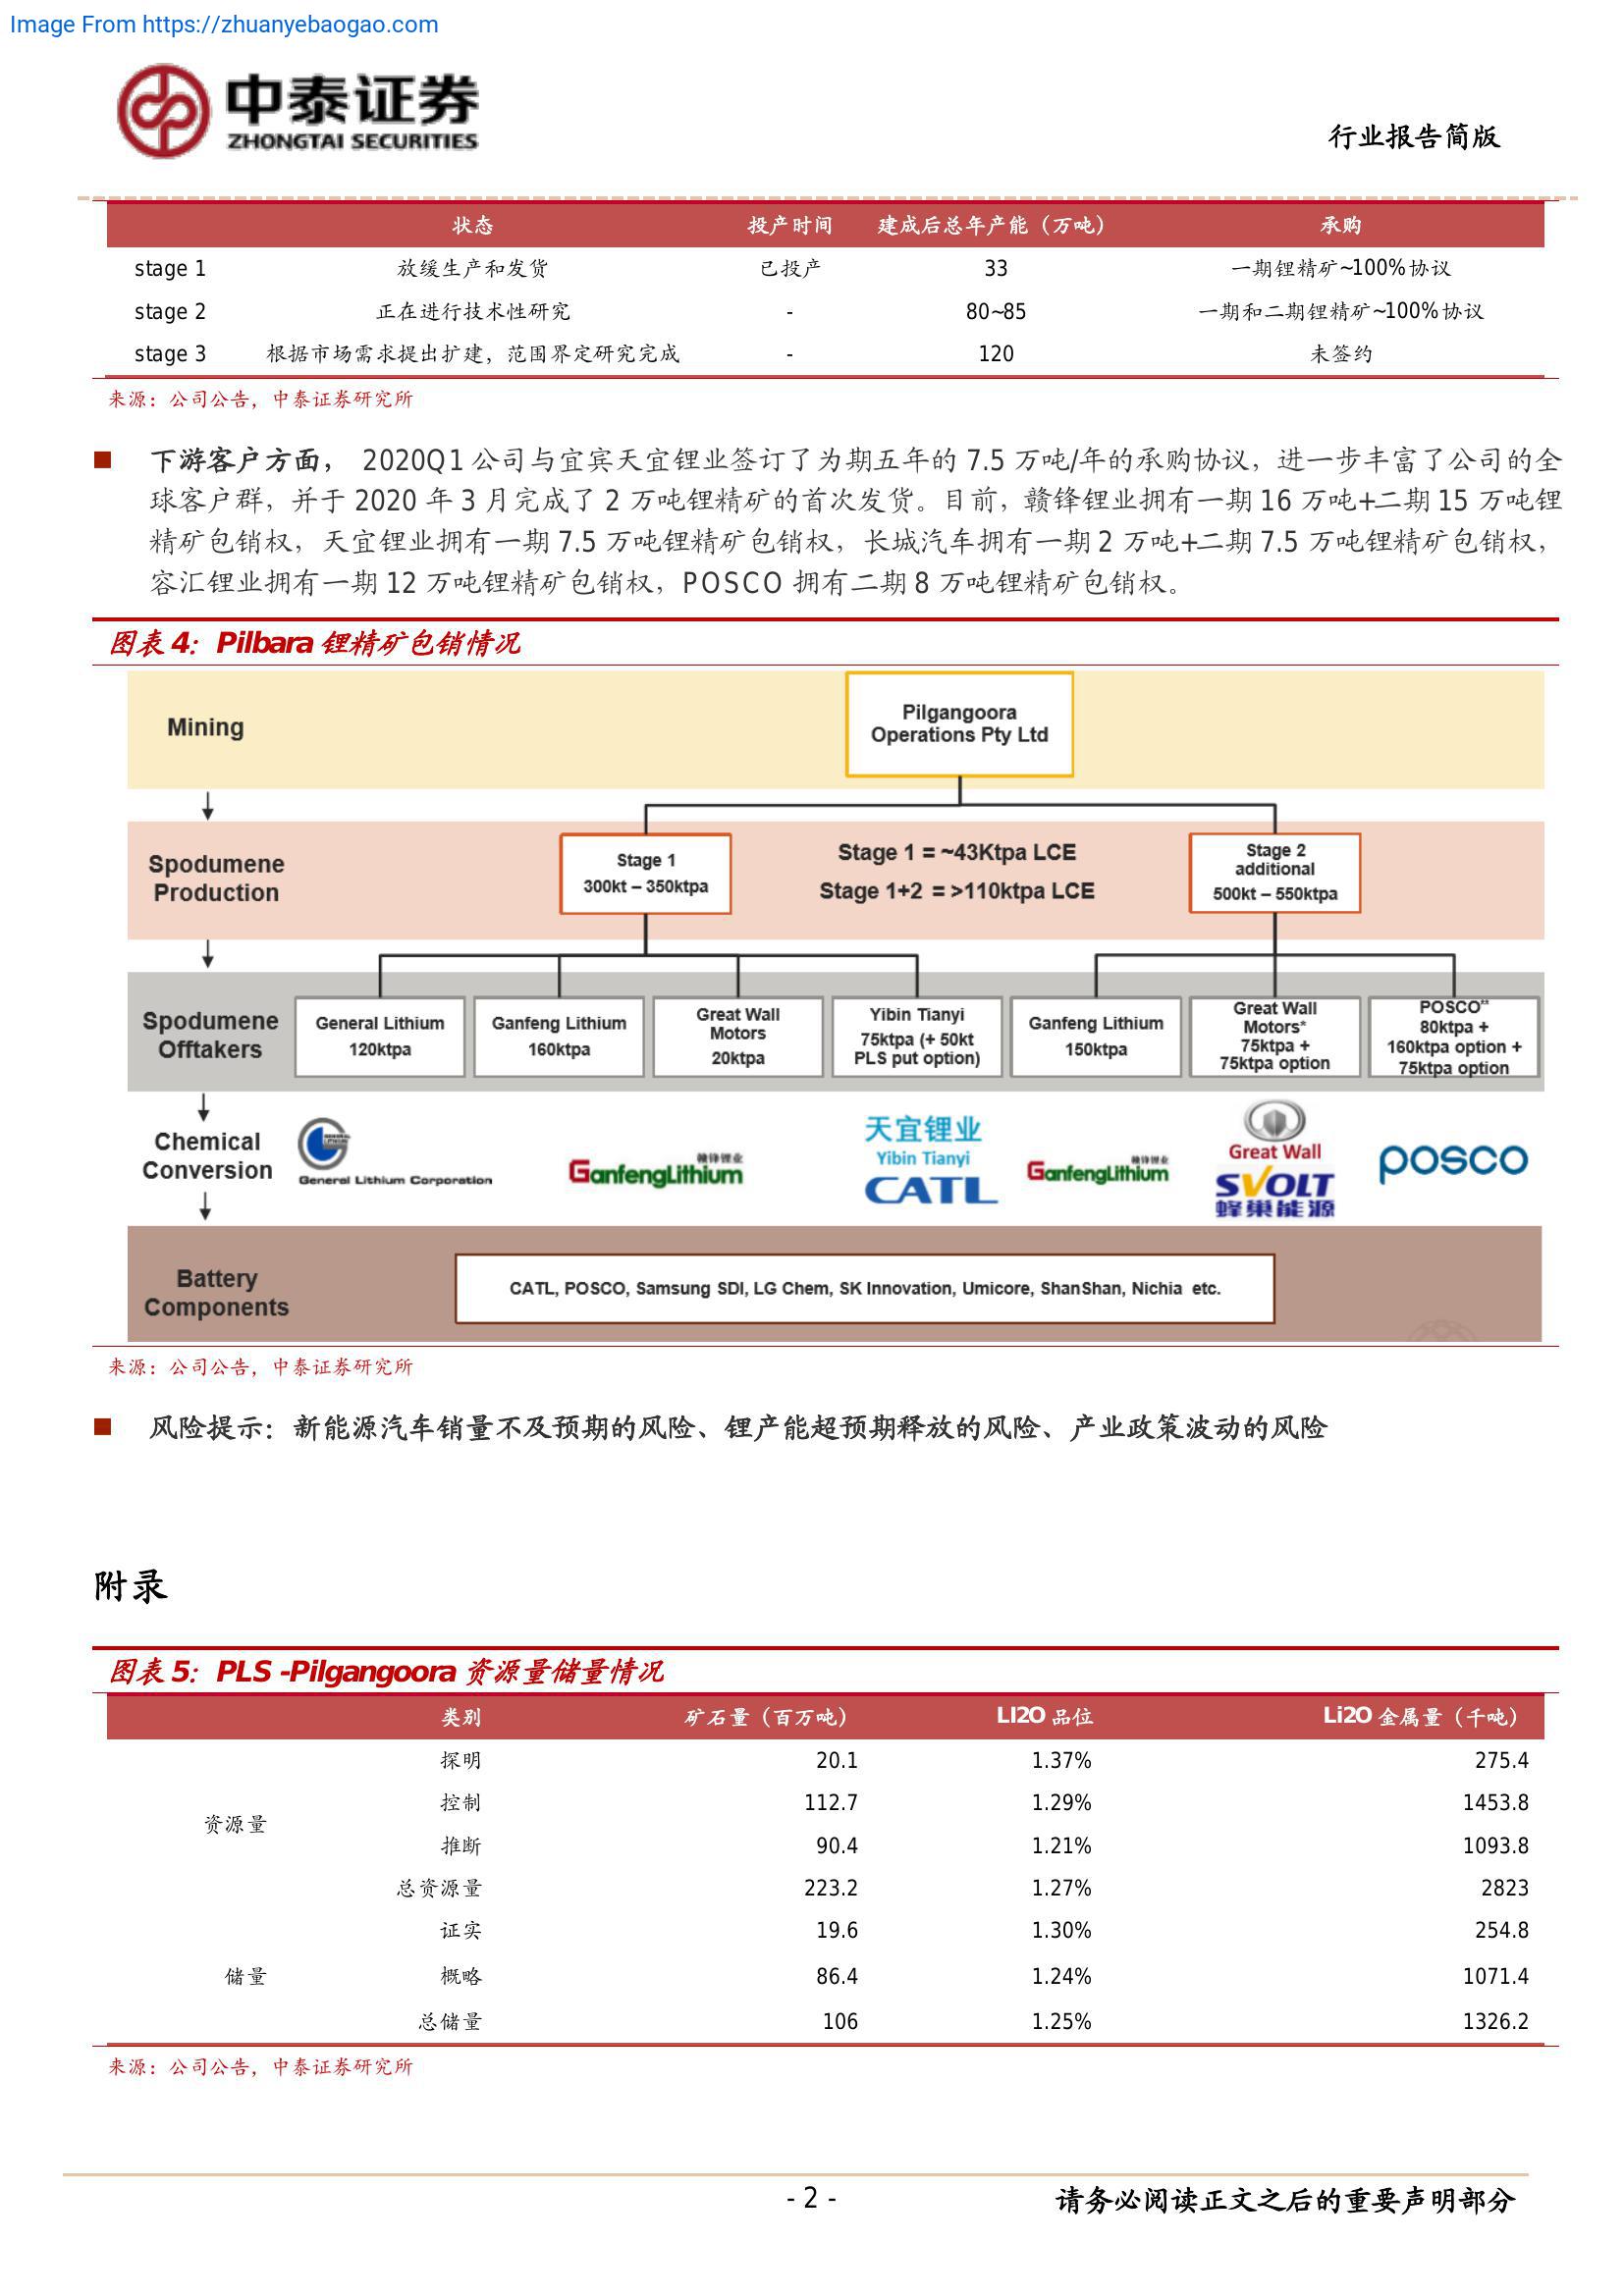 Image From https://zhuanyebaogao.com
中泰证券
ZHONGTAI SECURITIES
行业报告简版
状态 投产时间 建成后总年产能（万吨） 承购
stage 1 放缓生产和发货 已投产 33 一期锂精矿~100%协议
stage 2 正在进行技术性研究 - 80~85 一期和二期锂精矿~100%协议
stage 3 根据市场需求提出扩建，范围界定研究完成 - 120 未签约
来源：公司公告，中泰证券研究所
■ 下游客户方面， 2020Q1 公司与宜宾天宜锂业签订了为期五年的 7.5 万吨/年的承购协议，进一步丰富了公司的全
球客户群，并于 2020 年 3 月完成了 2 万吨锂精矿的首次发货。目前，赣锋锂业拥有一期 16 万吨+二期 15 万吨锂
精矿包销权，天宜锂业拥有一期 7.5 万吨锂精矿包销权，长城汽车拥有一期 2 万吨+二期 7.5 万吨锂精矿包销权，
容汇锂业拥有一期 12 万吨锂精矿包销权，POSCO 拥有二期 8 万吨锂精矿包销权。
图表 4：Pilbara 锂精矿包销情况
Mining
Pilgangoora
Operations Pty Ltd
Spodumene
Production
Stage 1
300kt – 350ktpa
Stage 1 = ~43Ktpa LCE
Stage 1+2 = >110ktpa LCE
Stage 2
additional
500kt – 550ktpa
Spodumene
Offtakers
General Lithium
120ktpa
Ganfeng Lithium
160ktpa
Great Wall
Motors
20ktpa
Yibin Tianyi
75ktpa (+ 50kt
PLS put option)
Ganfeng Lithium
150ktpa
Great Wall
Motors*
75ktpa +
75ktpa option
POSCO**
80ktpa +
160ktpa option +
75ktpa option
Chemical
Conversion
General Lithium Corporation
赣锋锂业
GanfengLithium
天宜锂业
Yibin Tianyi
CATL
赣锋锂业
GanfengLithium
Great Wall
SVOLT
蜂巢能源
posco
Battery
Components
CATL, POSCO, Samsung SDI, LG Chem, SK Innovation, Umicore, ShanShan, Nichia etc.
来源：公司公告，中泰证券研究所
■ 风险提示：新能源汽车销量不及预期的风险、锂产能超预期释放的风险、产业政策波动的风险
附录
图表 5：PLS -Pilgangoora 资源量储量情况
类别 矿石量（百万吨） LI2O 品位 Li2O 金属量（千吨）
资源量 探明 20.1 1.37% 275.4
控制 112.7 1.29% 1453.8
推断 90.4 1.21% 1093.8
总资源量 223.2 1.27% 2823
储量 证实 19.6 1.30% 254.8
概略 86.4 1.24% 1071.4
总储量 106 1.25% 1326.2
来源：公司公告，中泰证券研究所
- 2 -
请务必阅读正文之后的重要声明部分